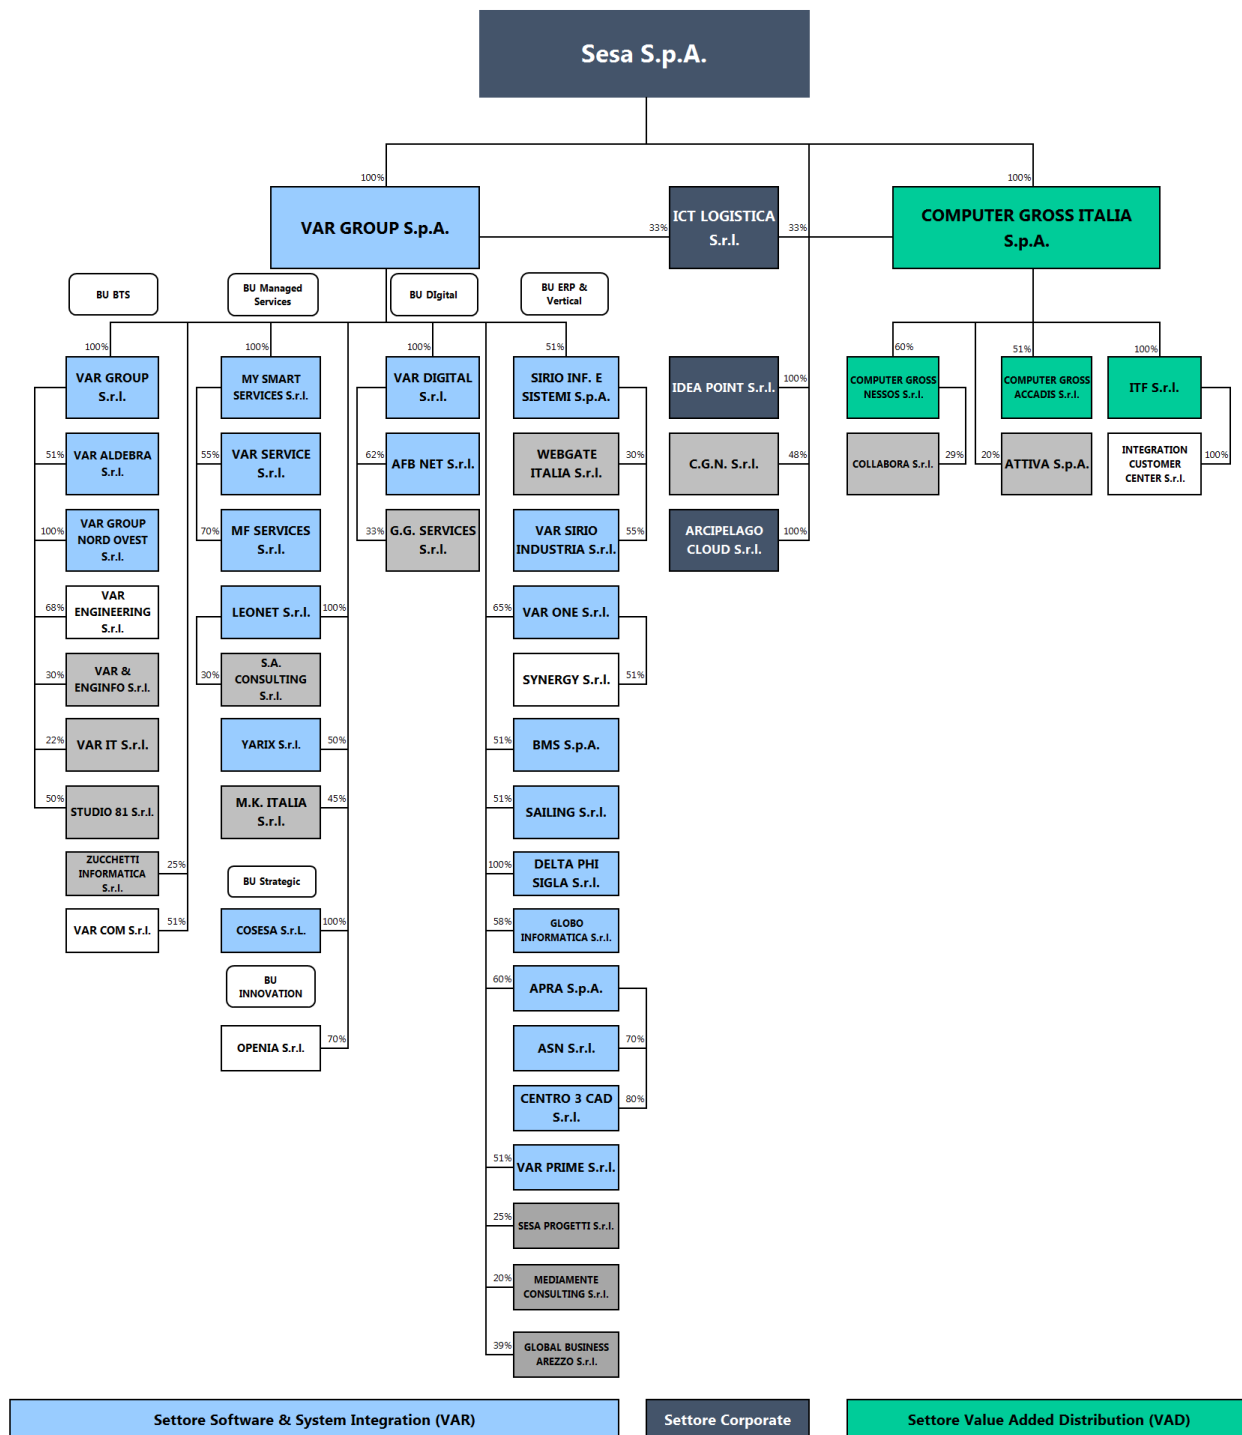 Sesa S.p.A.
100%
100%
VAR GROUP S.p.A.
33%
ICT LOGISTICA
S.r.l.
33%
COMPUTER GROSS ITALIA
S.p.A.
BU BTS
BU Managed
Services
BU DIgital
BU ERP &
Vertical
100%
VAR GROUP
S.r.l.
51%
VAR ALDEBRA
S.r.l.
100%
VAR GROUP
NORD OVEST
S.r.l.
68%
VAR
ENGINEERING
S.r.l.
30%
VAR &
ENGINFO S.r.l.
22%
VAR IT S.r.l.
50%
STUDIO 81 S.r.l.
ZUCCHETTI
INFORMATICA
S.r.l.
25%
VAR COM S.r.l.
51%
100%
MY SMART
SERVICES S.r.l.
55%
VAR SERVICE
S.r.l.
70%
MF SERVICES
S.r.l.
LEONET S.r.l.
100%
30%
S.A.
CONSULTING
S.r.l.
YARIX S.r.l.
50%
M.K. ITALIA
S.r.l.
45%
BU Strategic
COSESA S.r.L.
100%
BU
INNOVATION
OPENIA S.r.l.
70%
100%
VAR DIGITAL
S.r.l.
62%
AFB NET S.r.l.
33%
G.G. SERVICES
S.r.l.
51%
SIRIO INF. E
SISTEMI S.p.A.
WEBGATE
ITALIA S.r.l.
30%
VAR SIRIO
INDUSTRIA S.r.l.
55%
65%
VAR ONE S.r.l.
SYNERGY S.r.l.
51%
51%
BMS S.p.A.
51%
SAILING S.r.l.
100%
DELTA PHI
SIGLA S.r.l.
58%
GLOBO
INFORMATICA S.r.l.
60%
APRA S.p.A.
ASN S.r.l.
70%
CENTRO 3 CAD
S.r.l.
80%
51%
VAR PRIME S.r.l.
25%
SESA PROGETTI S.r.l.
20%
MEDIAMENTE
CONSULTING S.r.l.
39%
GLOBAL BUSINESS
AREZZO S.r.l.
IDEA POINT S.r.l.
100%
C.G.N. S.r.l.
48%
ARCIPELAGO
CLOUD S.r.l.
100%
60%
COMPUTER GROSS
NESSOS S.r.l.
COLLABORA S.r.l.
29%
51%
COMPUTER GROSS
ACCADIS S.r.l.
20%
ATTIVA S.p.A.
100%
ITF S.r.l.
INTEGRATION
CUSTOMER
CENTER S.r.l.
100%
Settore Software & System Integration (VAR)
Settore Corporate
Settore Value Added Distribution (VAD)